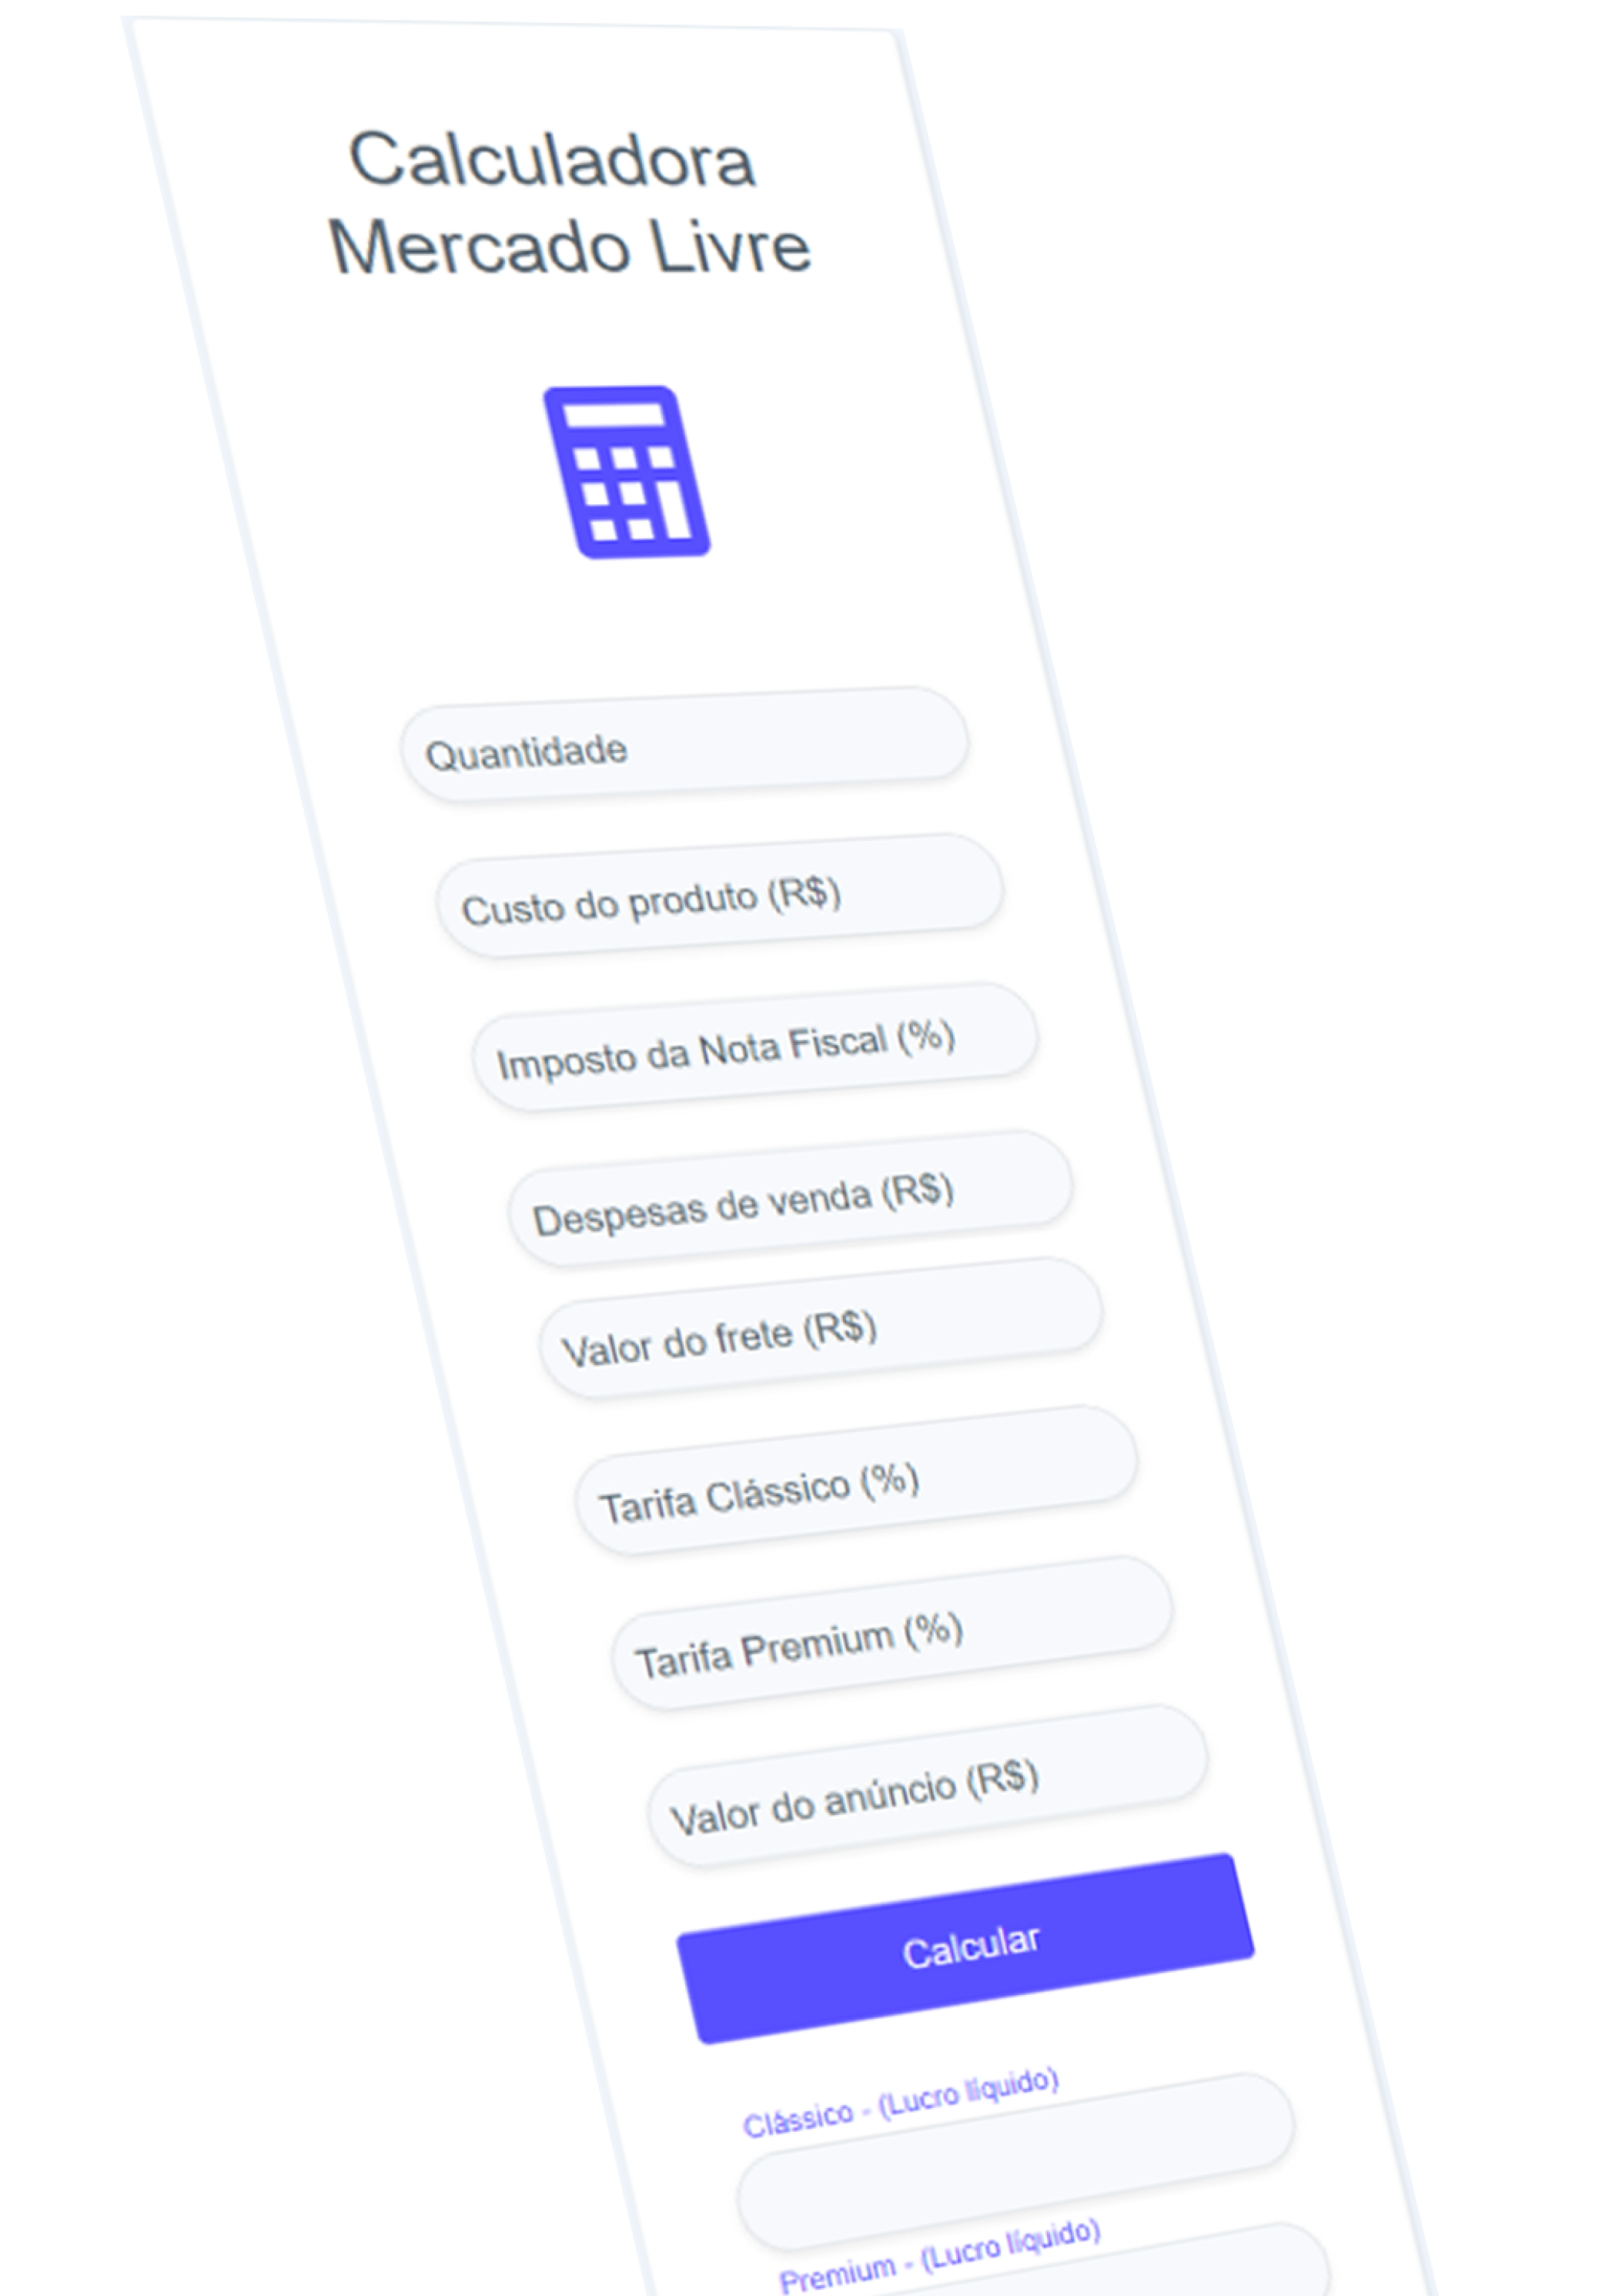 Calculadora
Mercado Livre
Quantidade
Custo do produto (R$)
Imposto da Nota Fiscal (%)
Despesas de venda (R$)
Valor do frete (R$)
Tarifa Clássico (%)
Tarifa Premium (%)
Valor do anúncio (R$)
Calcular
Clássico - (Lucro líquido)
Premium - (Lucro líquido)